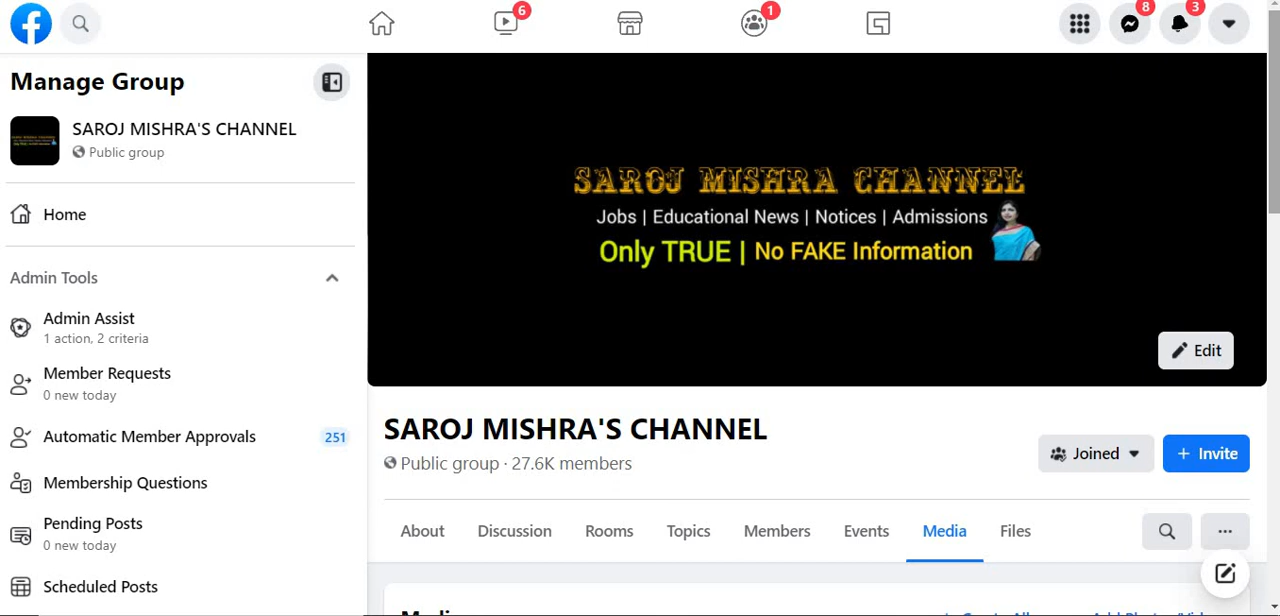 6
1
8
3
Manage Group
SAROJ MISHRA'S CHANNEL
Public group
Home
Admin Tools
Admin Assist
1 action, 2 criteria
Member Requests
0 new today
Automatic Member Approvals 251
Membership Questions
Pending Posts
0 new today
Scheduled Posts
SAROJ MISHRA CHANNEL
Jobs | Educational News | Notices | Admissions
Only TRUE | No FAKE Information
Edit
SAROJ MISHRA'S CHANNEL
Public group · 27.6K members
Joined
+ Invite
About Discussion Rooms Topics Members Events Media Files